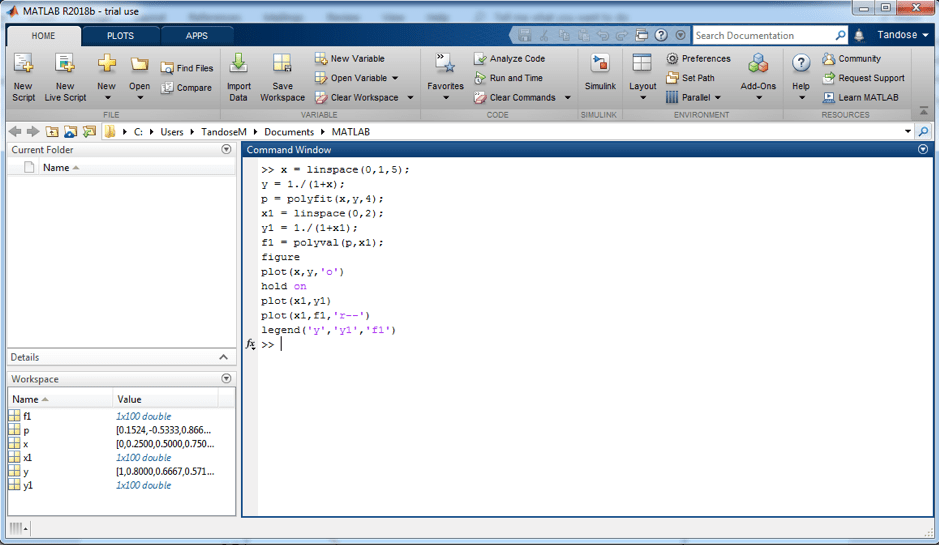 MATLAB R2018b - trial use
HOME PLOTS APPS
Search Documentation
Tandose
New Script
New Live Script
New
Open
Find Files
Compare
Import Data
Save Workspace
New Variable
Open Variable
Clear Workspace
Favorites
Analyze Code
Run and Time
Clear Commands
Simulink
Layout
Preferences
Set Path
Parallel
Add-Ons
Help
Community
Request Support
Learn MATLAB
FILE VARIABLE CODE SIMULINK ENVIRONMENT RESOURCES
C: Users TandoseM Documents MATLAB
Current Folder
Name
Details
Workspace
Name Value
f1 1x100 double
p [0.1524,-0.5333,0.866...
x [0,0.2500,0.5000,0.750...
x1 1x100 double
y [1,0.8000,0.6667,0.571...
y1 1x100 double
Command Window
>> x = linspace(0,1,5);
y = 1./(1+x);
p = polyfit(x,y,4);
x1 = linspace(0,2);
y1 = 1./(1+x1);
f1 = polyval(p,x1);
figure
plot(x,y,'o')
hold on
plot(x1,y1)
plot(x1,f1,'r--')
legend('y','y1','f1')
fx >>